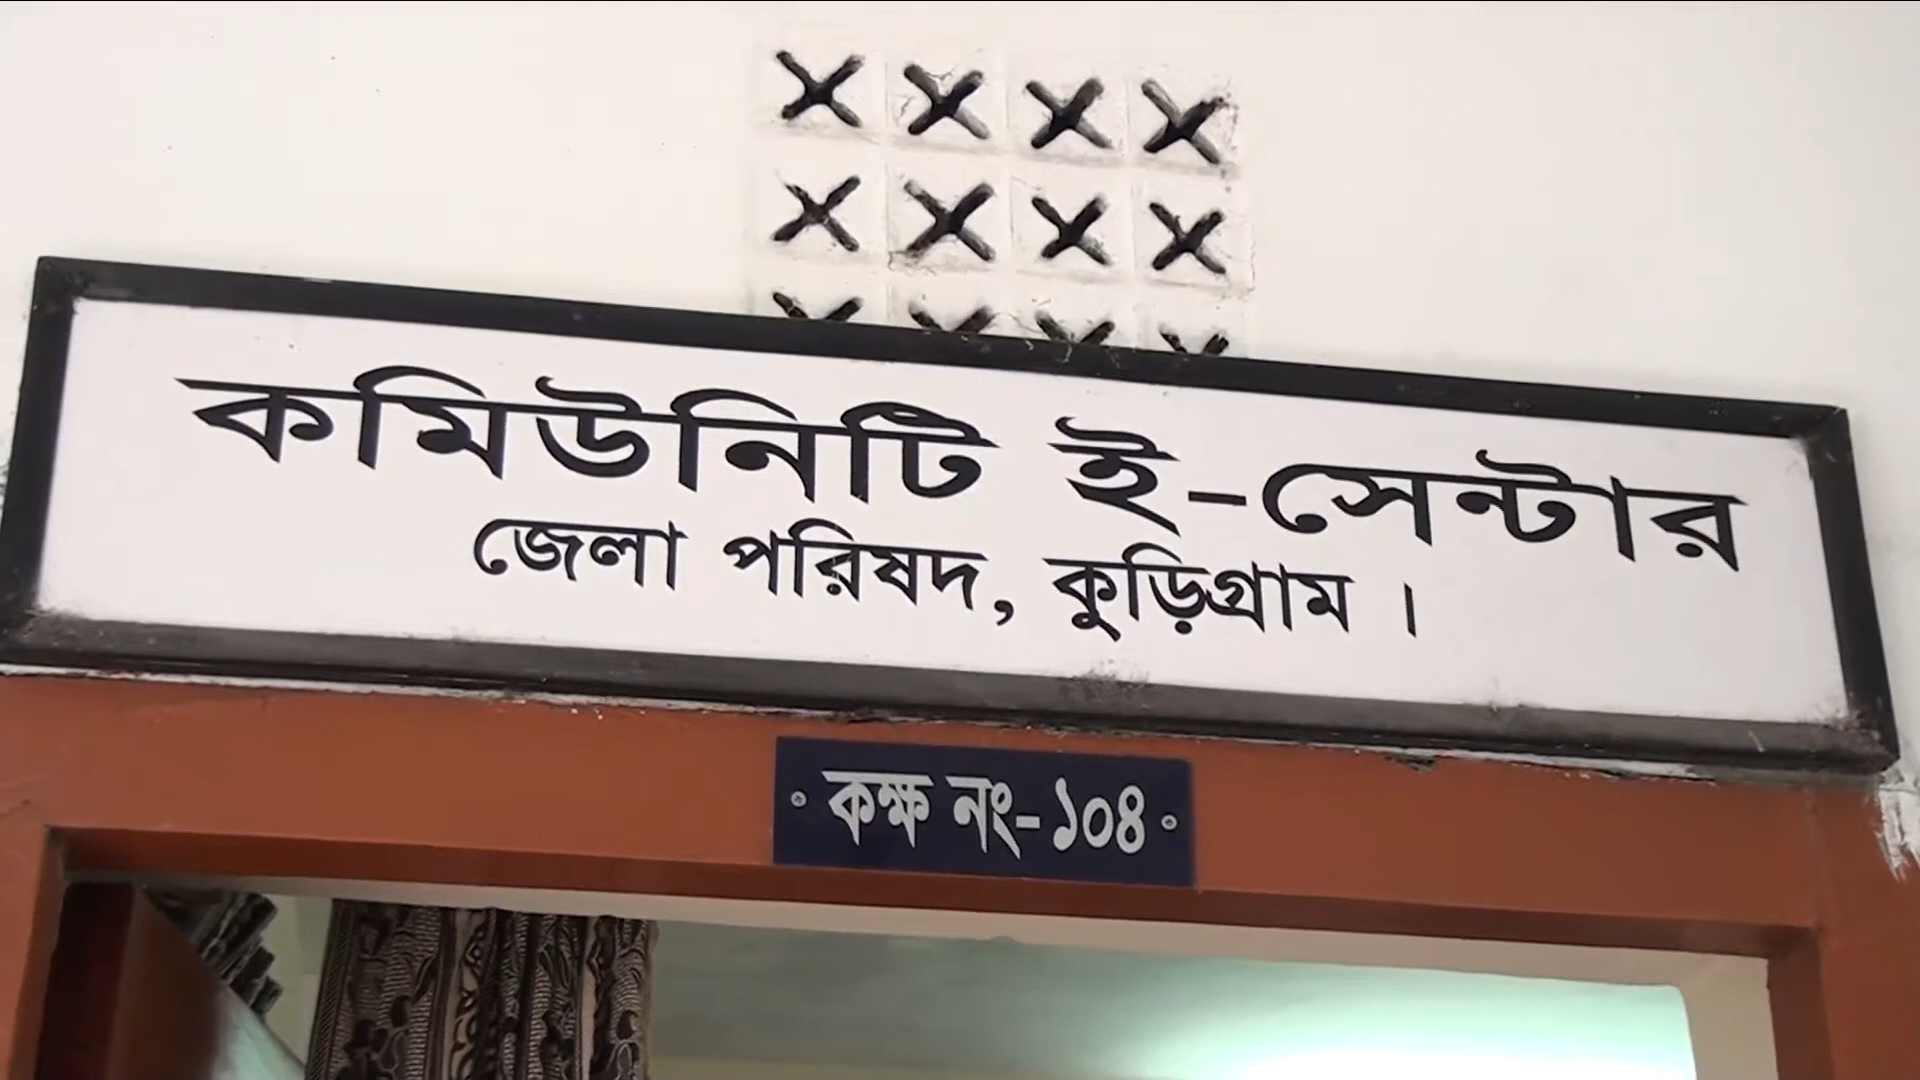 কমিউনিটি ই-সেন্টার
জেলা পরিষদ, কুড়িগ্রাম ।
কক্ষ নং-১০৪